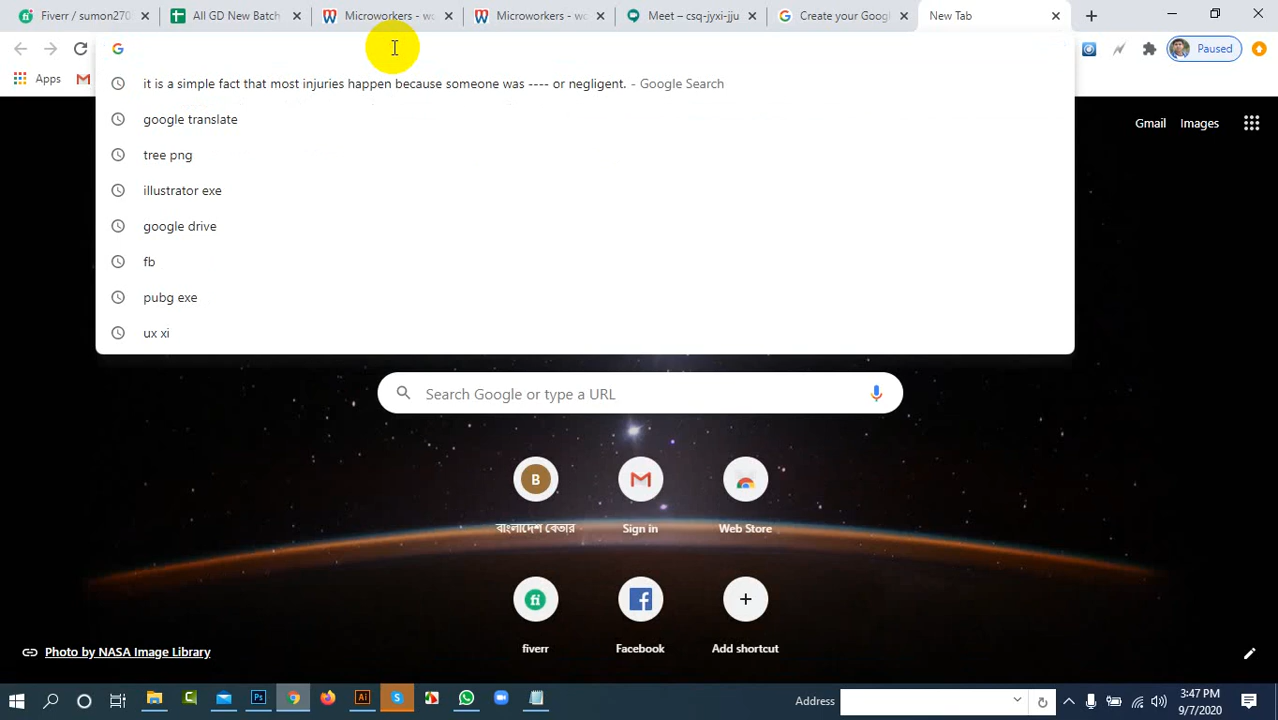 Fiverr / sumon270
All GD New Batch
Microworkers - wo
Microworkers - wo
Meet – csq-jyxi-jju
Create your Googl
New Tab
Paused
it is a simple fact that most injuries happen because someone was ---- or negligent. - Google Search
Apps
google translate
Gmail Images
tree png
illustrator exe
google drive
fb
pubg exe
ux xi
Search Google or type a URL
B
বাংলাদেশ বেতার
Sign in
Web Store
fi
fiverr
Facebook
Add shortcut
Photo by NASA Image Library
Address
3:47 PM
9/7/2020